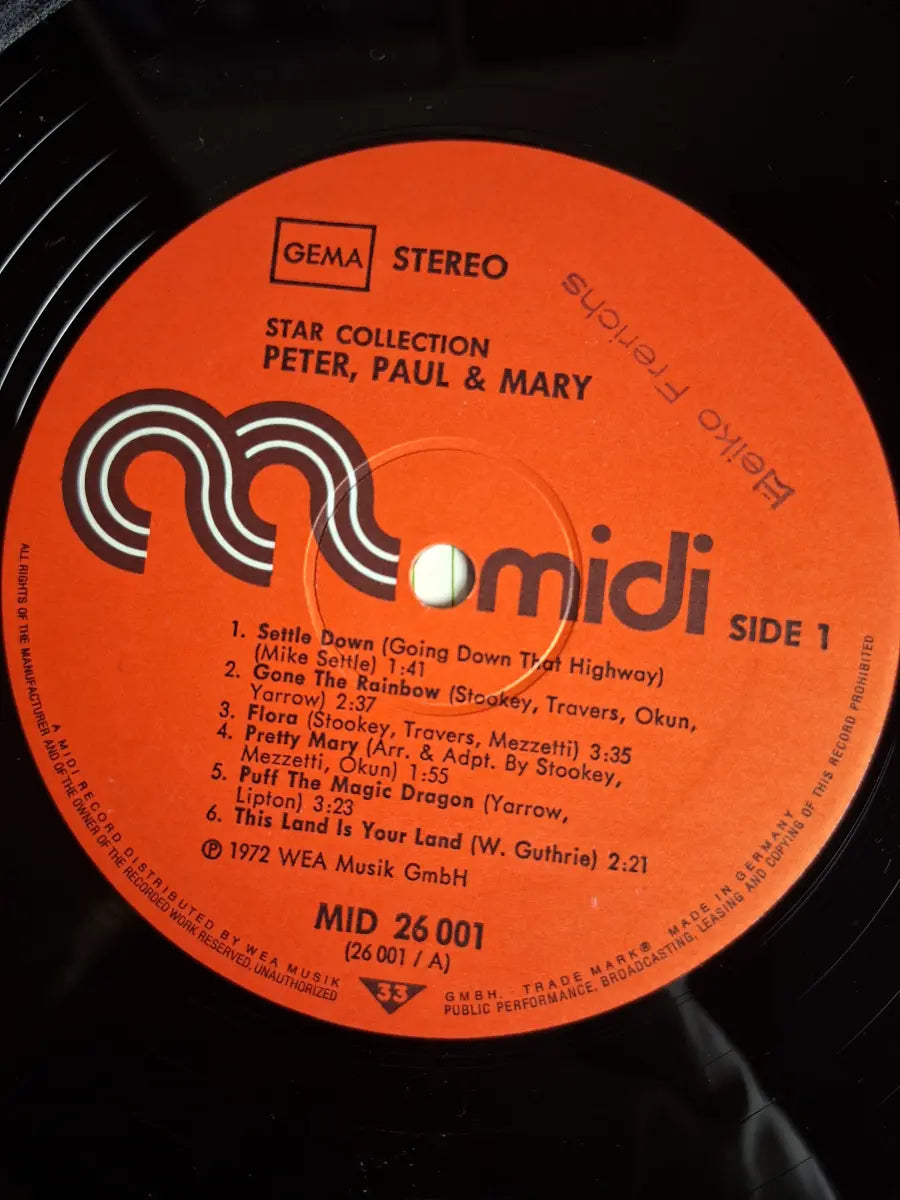 GEMA STEREO
STAR COLLECTION
PETER, PAUL & MARY
Heiko Frerichs
midi
SIDE 1
1. Settle Down (Going Down That Highway)
(Mike Settle) 1:41
2. Gone The Rainbow (Stookey, Travers, Okun,
Yarrow) 2:37
3. Flora (Stookey, Travers, Mezzetti) 3:35
4. Pretty Mary (Arr. & Adpt. By Stookey,
Mezzetti, Okun) 1:55
5. Puff The Magic Dragon (Yarrow,
Lipton) 3:23
6. This Land Is Your Land (W. Guthrie) 2:21
℗ 1972 WEA Musik GmbH
MID 26 001
(26 001 / A)
33
A MIDI RECORD DISTRIBUTED BY WEA MUSIK GMBH. TRADE MARK® MADE IN GERMANY
ALL RIGHTS OF THE MANUFACTURER AND OF THE OWNER OF THE RECORDED WORK RESERVED. UNAUTHORIZED PUBLIC PERFORMANCE, BROADCASTING, LEASING AND COPYING OF THIS RECORD PROHIBITED